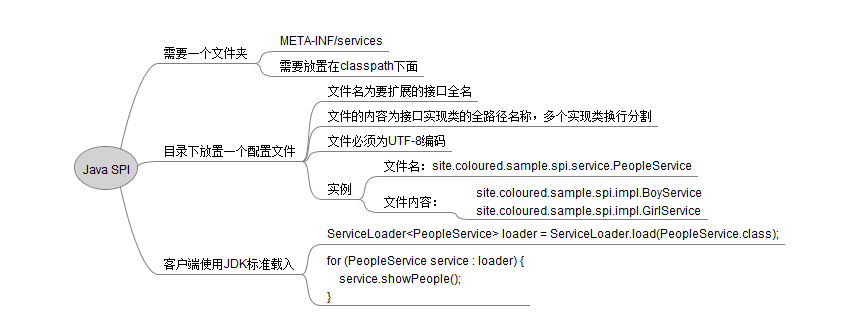 Java SPI
需要一个文件夹
META-INF/services
需要放置在classpath下面
目录下放置一个配置文件
文件名为要扩展的接口全名
文件的内容为接口实现类的全路径名称，多个实现类换行分割
文件必须为UTF-8编码
实例
文件名：site.coloured.sample.spi.service.PeopleService
文件内容：
site.coloured.sample.spi.impl.BoyService
site.coloured.sample.spi.impl.GirlService
客户端使用JDK标准载入
ServiceLoader<PeopleService> loader = ServiceLoader.load(PeopleService.class);
for (PeopleService service : loader) {
service.showPeople();
}